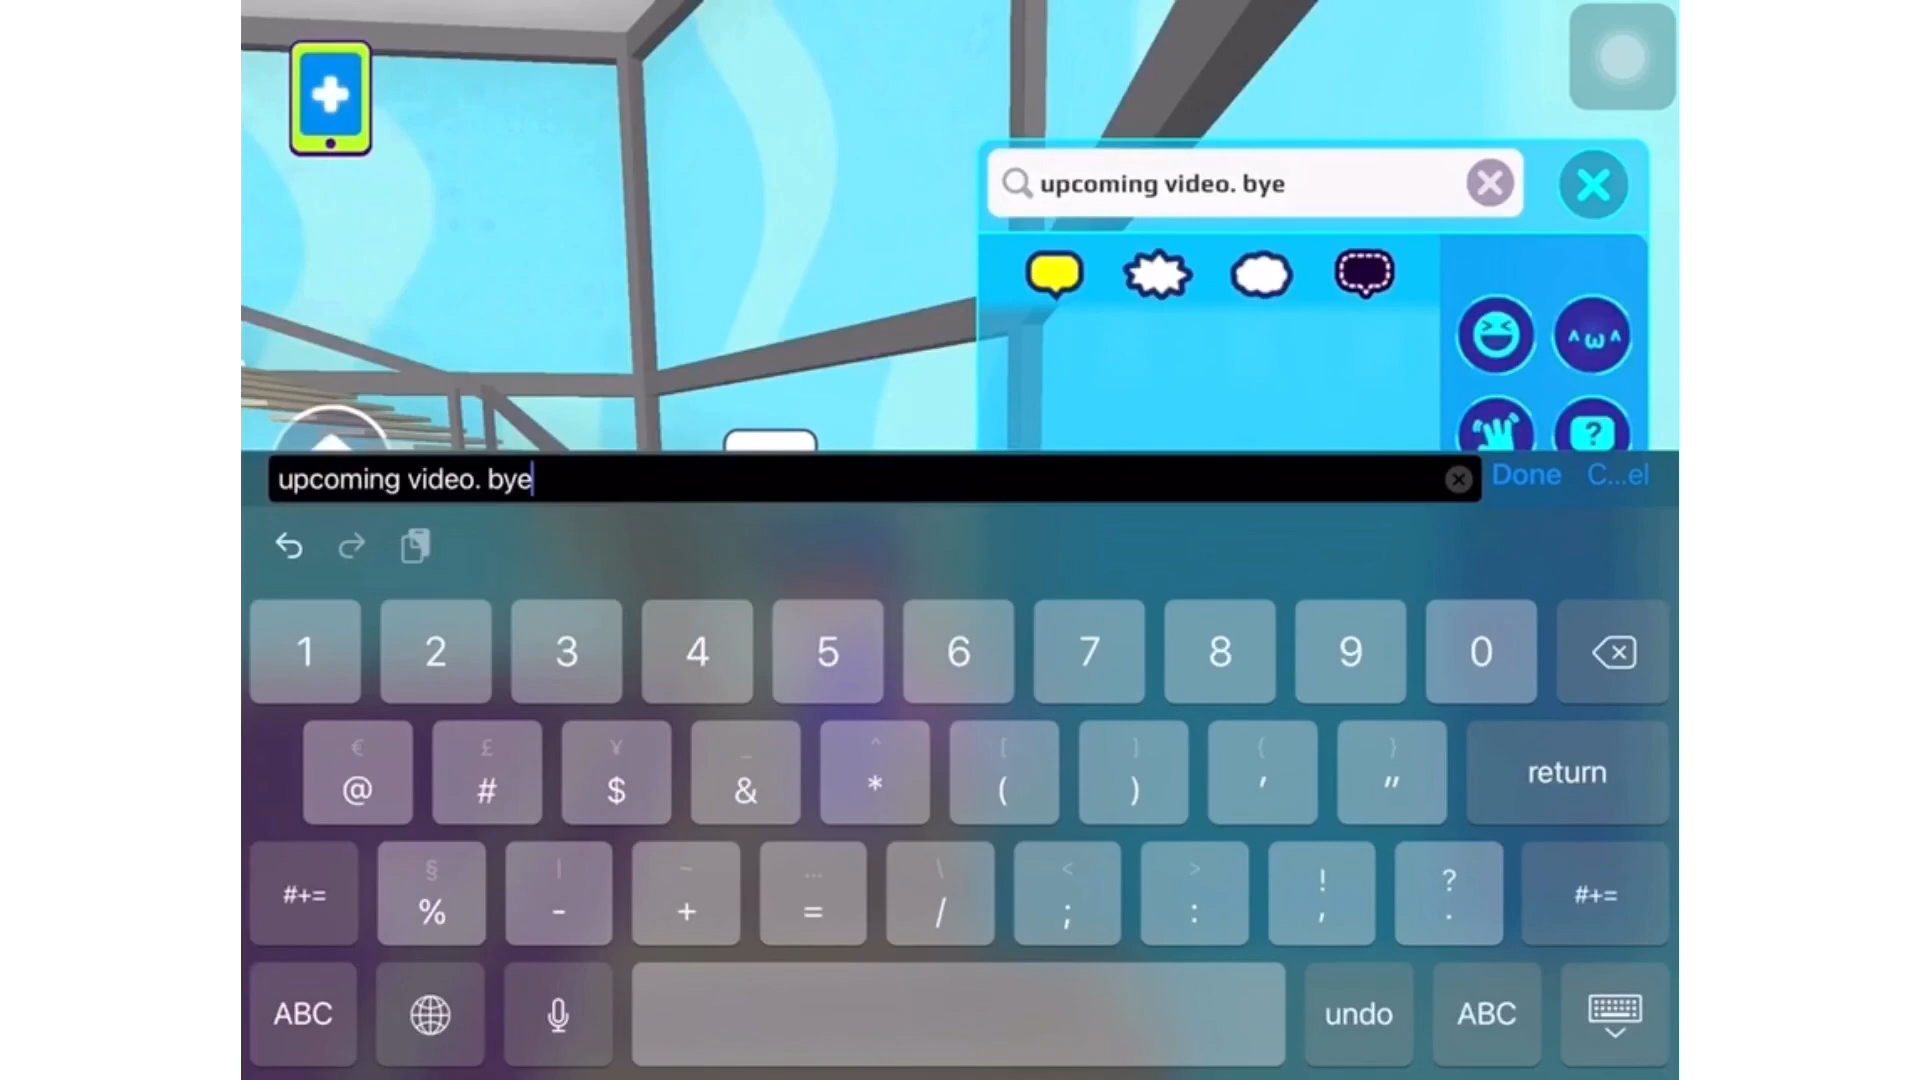 upcoming video. bye
^ω^
?
upcoming video. bye
Done C...el
1 2 3 4 5 6 7 8 9 0
€ £ ¥ _ ^ [ ] { }
@ # $ & * ( ) ' " return
§ | ~ … \ < > ! ?
#+= % - + = / ; : , . #+=
ABC undo ABC